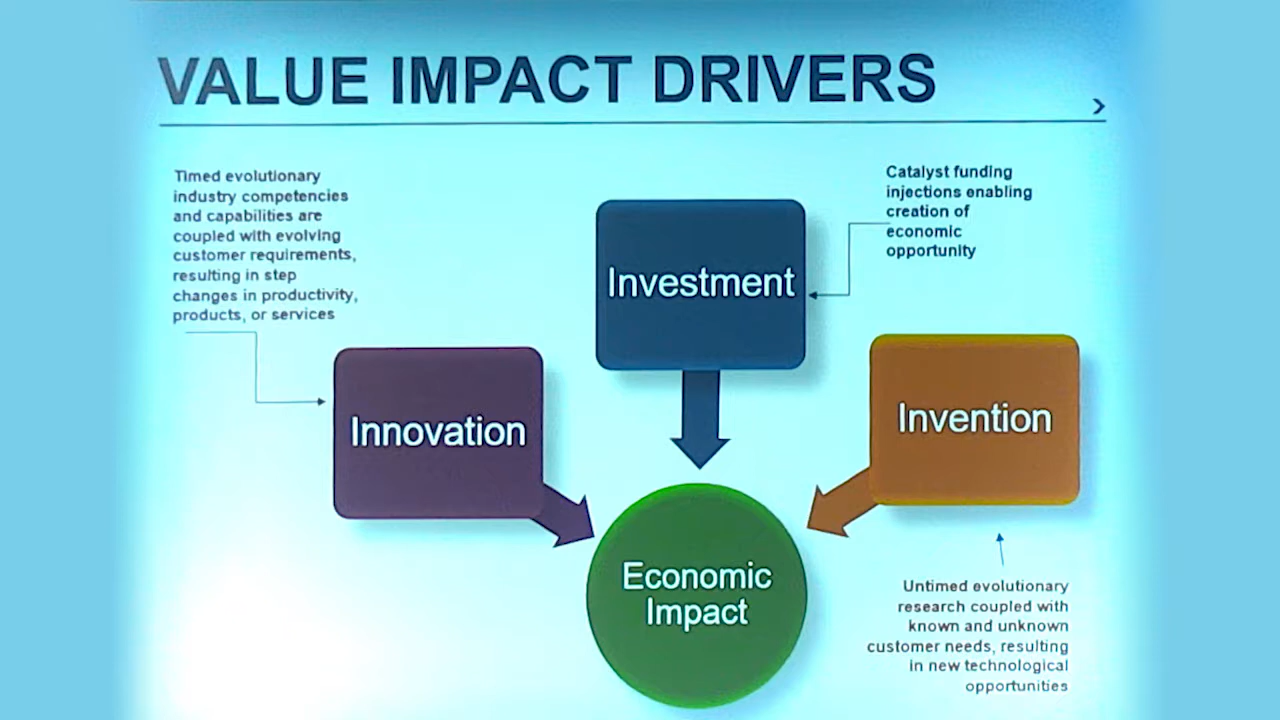 VALUE IMPACT DRIVERS
Timed evolutionary
industry competencies
and capabilities are
coupled with evolving
customer requirements,
resulting in step
changes in productivity,
products, or services
Catalyst funding
injections enabling
creation of
economic
opportunity
Investment
Innovation
Invention
Economic
Impact
Untimed evolutionary
research coupled with
known and unknown
customer needs, resulting
in new technological
opportunities